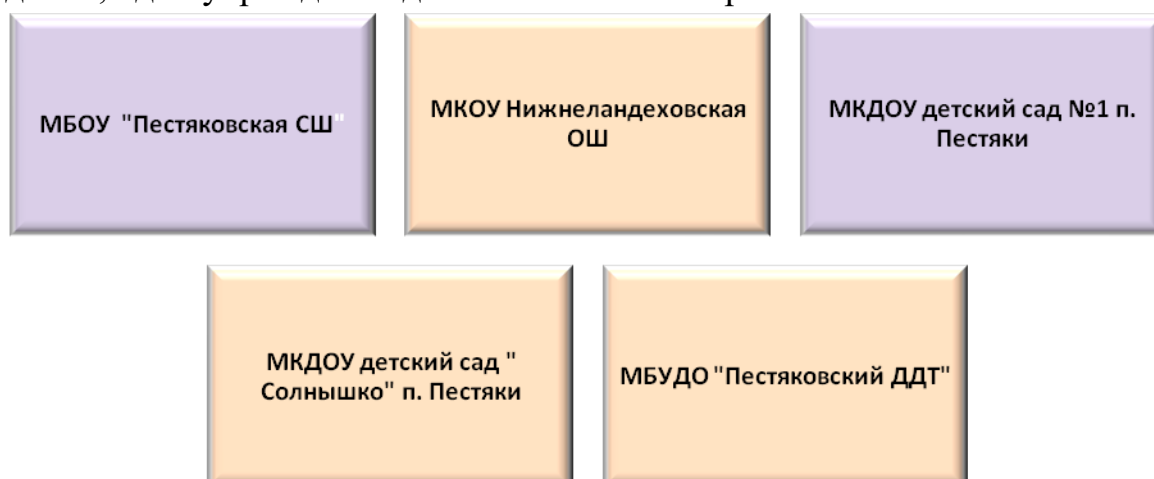 МБОУ "Пестяковская СШ"
МКОУ Нижнеландеховская
ОШ
МКДОУ детский сад №1 п.
Пестяки
МКДОУ детский сад "
Солнышко" п. Пестяки
МБУДО "Пестяковский ДДТ"